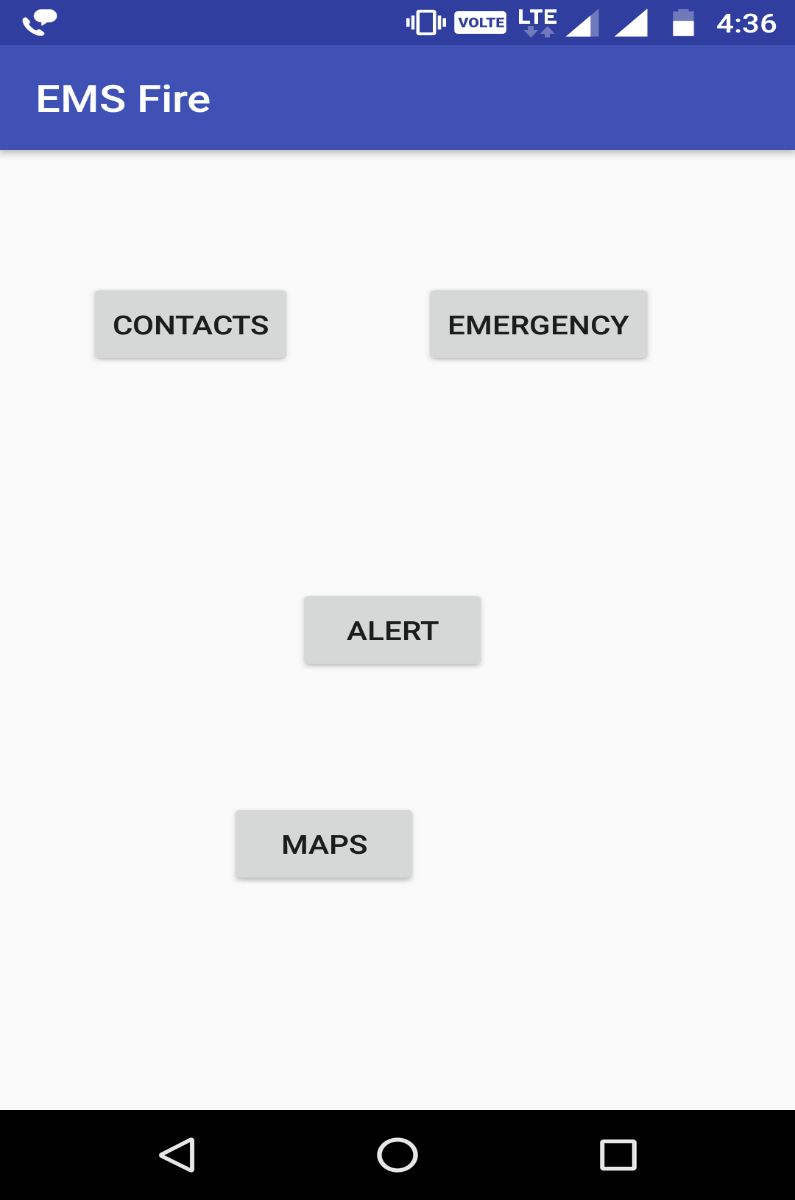 VOLTE LTE 4:36
EMS Fire
CONTACTS EMERGENCY
ALERT
MAPS